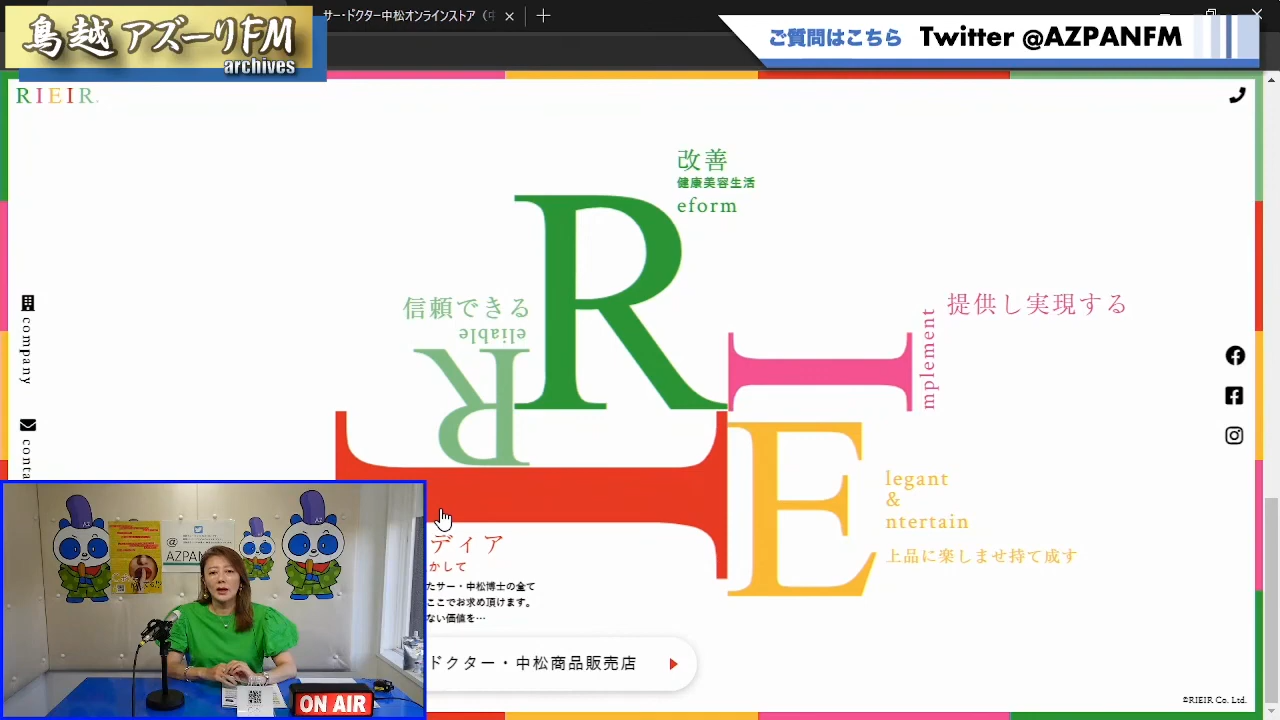 鳥越アズーリFM
archives
サードクター中松オンラインストアで
ご質問はこちら Twitter @AZPANFM
RIEIR.
改善
健康美容生活
eform
R
信頼できる
eliable
R
I
mplement
提供し実現する
I
E
legant
&
ntertain
上品に楽しませ持て成す
company
conta
ディア
かして
たサー・中松博士の全て
ここでお求め頂けます。
ない価値を…
ドクター・中松商品販売店
©RIEIR Co. Ltd.
AZ
@
AZPAN
ON AIR